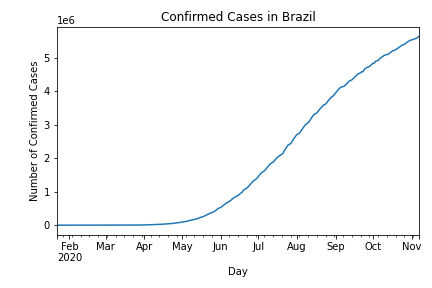 Confirmed Cases in Brazil
1e6
5
4
3
2
1
0
Number of Confirmed Cases
Feb Mar Apr May Jun Jul Aug Sep Oct Nov
2020
Day